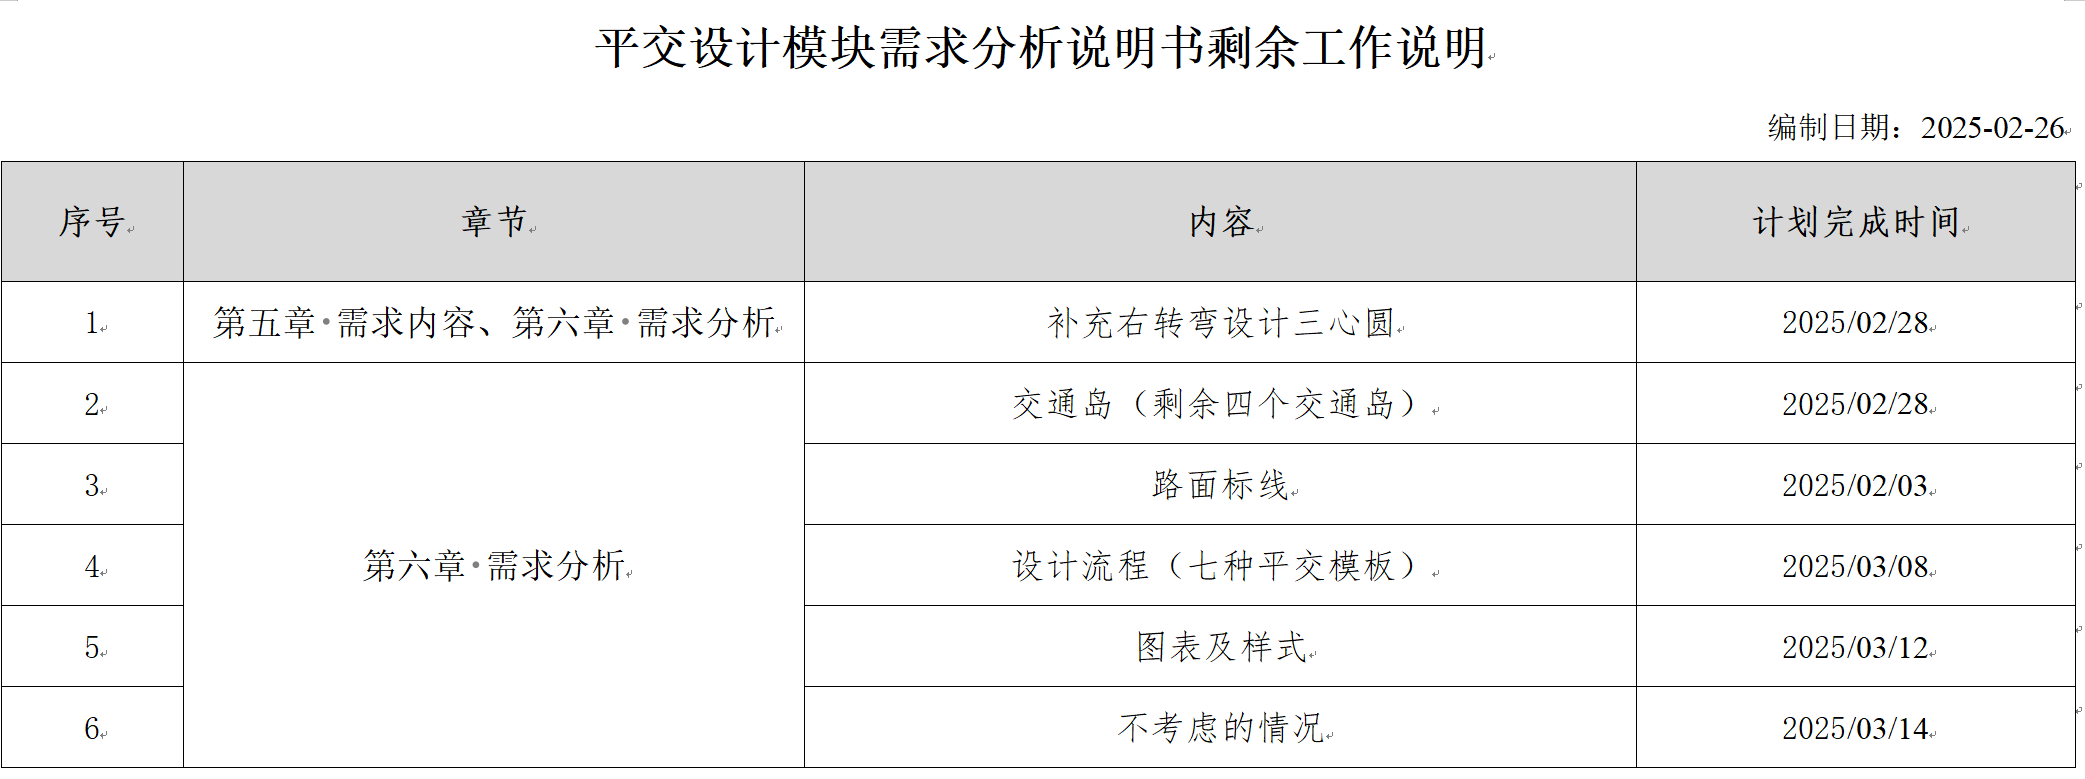 平交设计模块需求分析说明书剩余工作说明
编制日期：2025-02-26
序号 章节 内容 计划完成时间
1 第五章·需求内容、第六章·需求分析 补充右转弯设计三心圆 2025/02/28
2 交通岛（剩余四个交通岛） 2025/02/28
3 路面标线 2025/02/03
4 第六章·需求分析 设计流程（七种平交模板） 2025/03/08
5 图表及样式 2025/03/12
6 不考虑的情况 2025/03/14